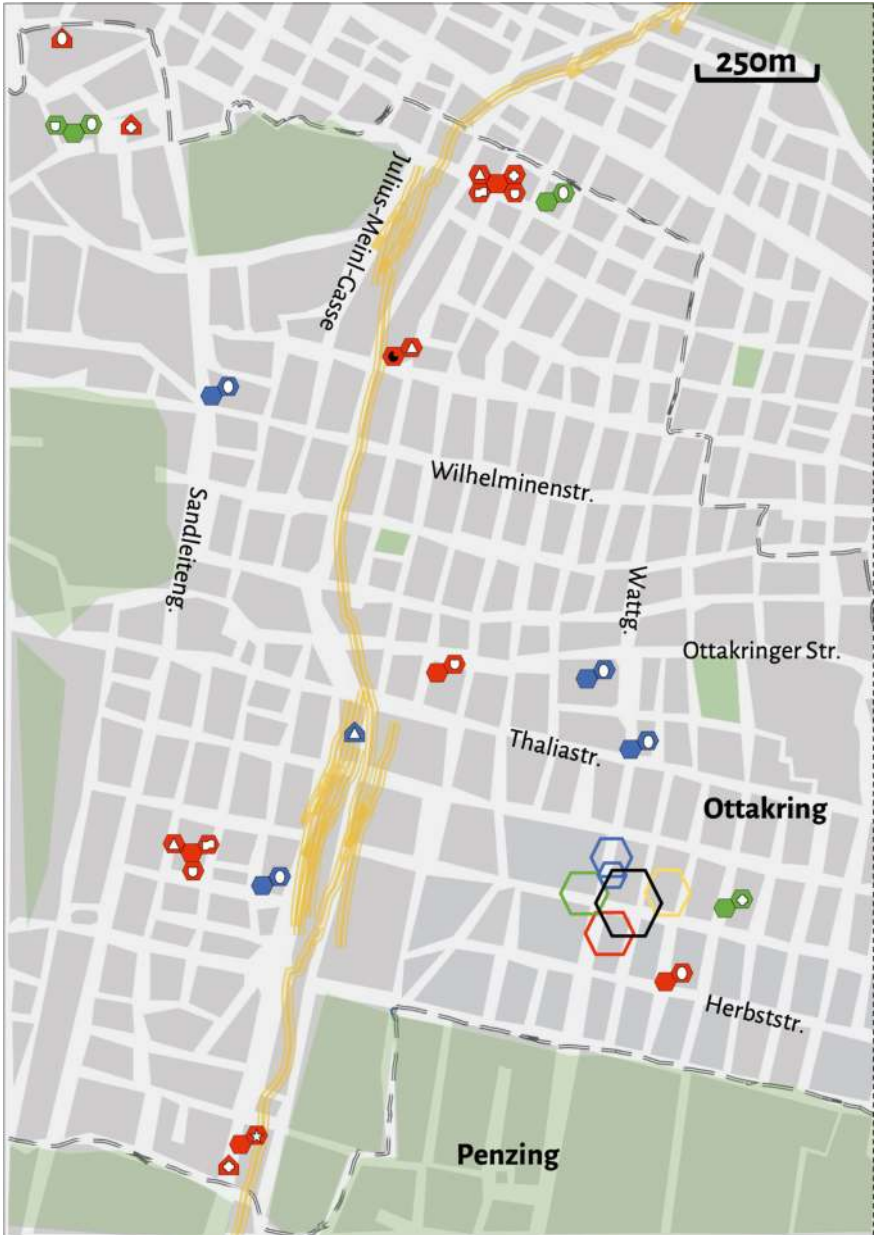 250m
Julius-Meinl-Gasse
Wilhelminenstr.
Sandleiteng.
Wattg.
Ottakringer Str.
Thaliastr.
Ottakring
Herbststr.
Penzing